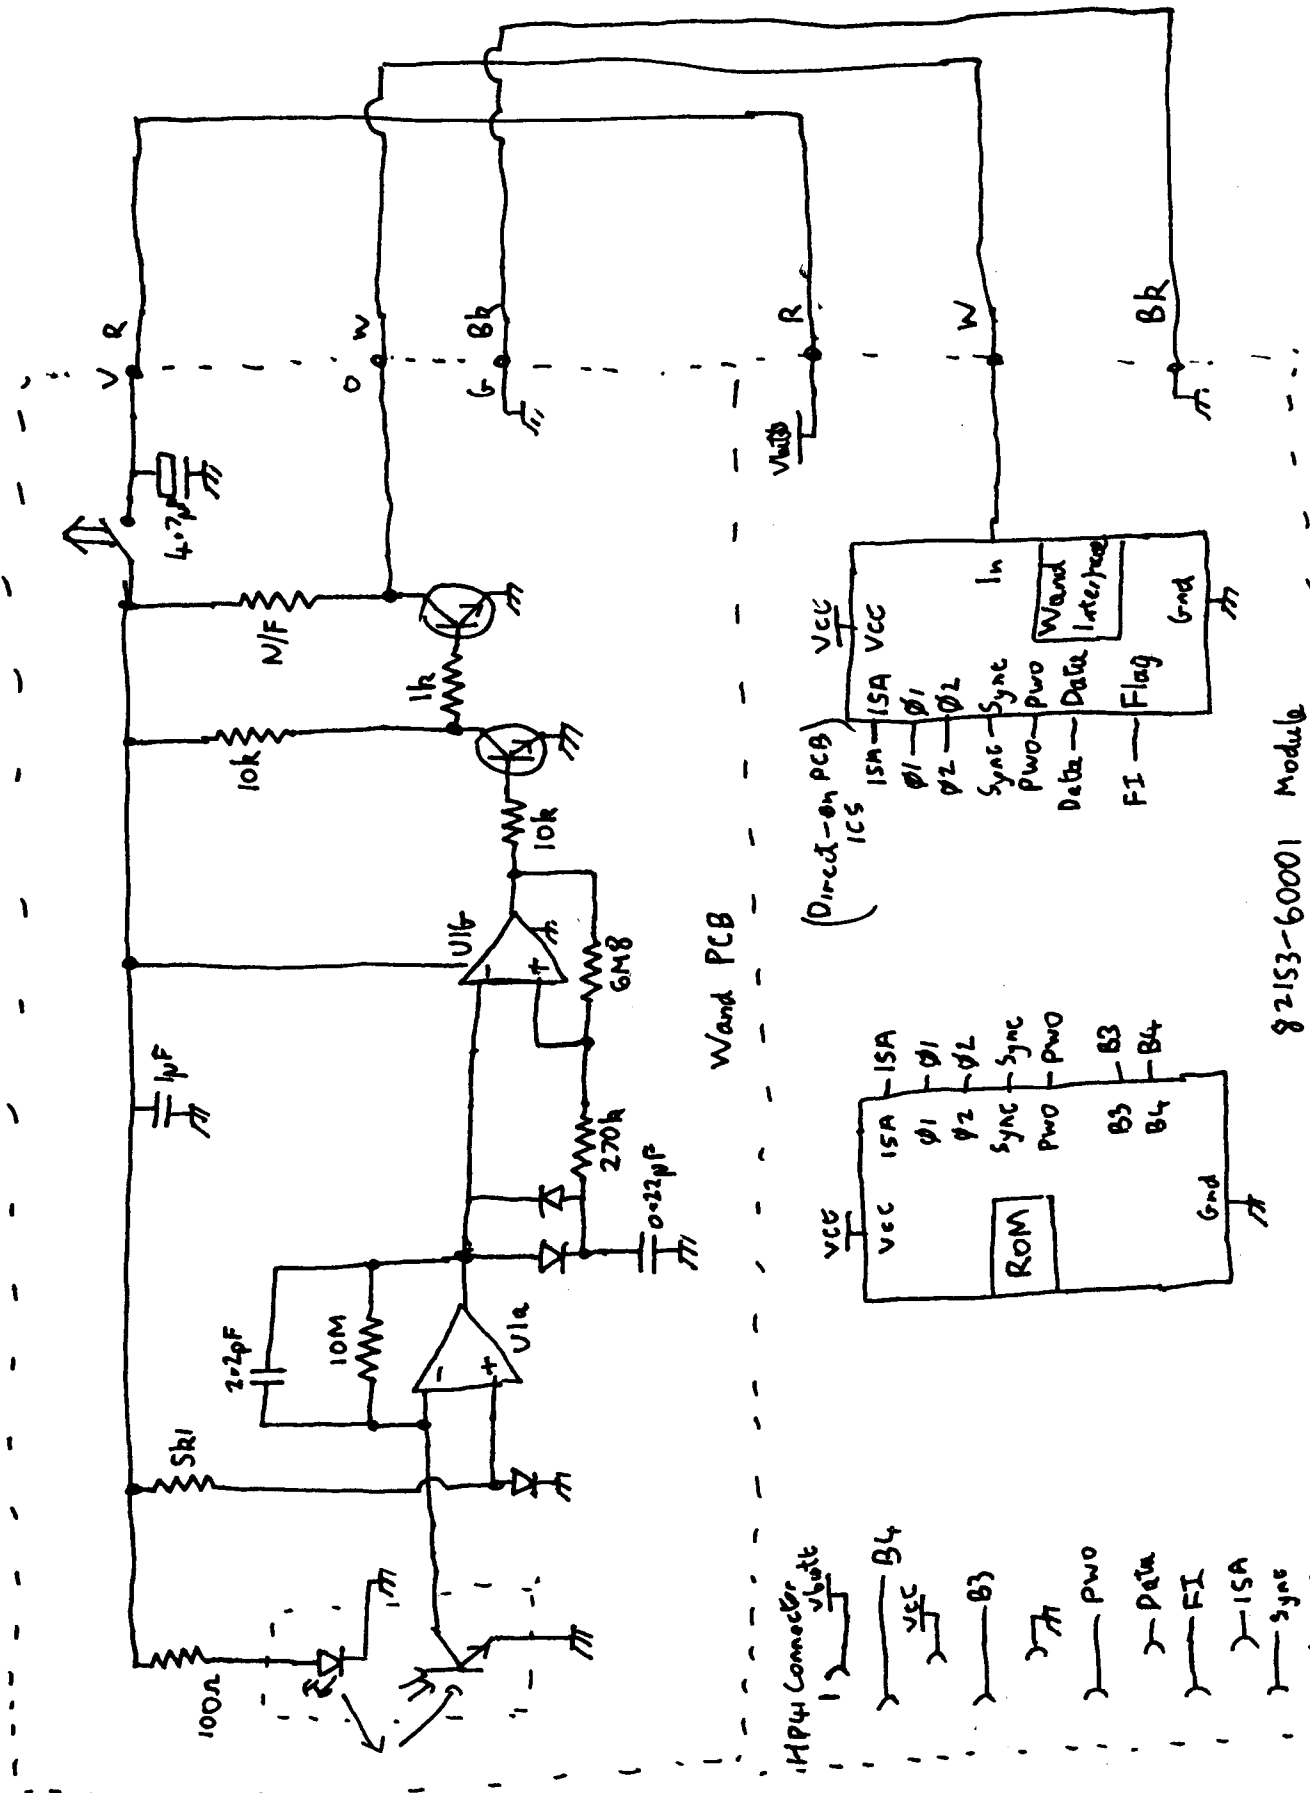 100Ω
5k1
2.2pF
10M
U1a
1µF
0.22µF
270k
6M8
U1b
10k
10k
1k
N/F
4.7µ
V
R
O
W
G
Bk
-
+
-
+
Wand PCB
HP41 Connector
1
Vbatt
B4
VCC
B3
PWO
Data
FI
ISA
Sync
VCC
VCC
ROM
Gnd
ISA
Ø1
Ø2
Sync
PWO
B3
B4
ISA
Ø1
Ø2
Sync
PWO
B3
B4
(Direct-on PCB)
ICS
ISA
Ø1
Ø2
Sync
PWO
Data
FI
ISA
Ø1
Ø2
Sync
PWO
Data
Flag
VCC
VCC
In
Wand
Interface
Gnd
Vbatt
R
W
Bk
82153-60001 Module